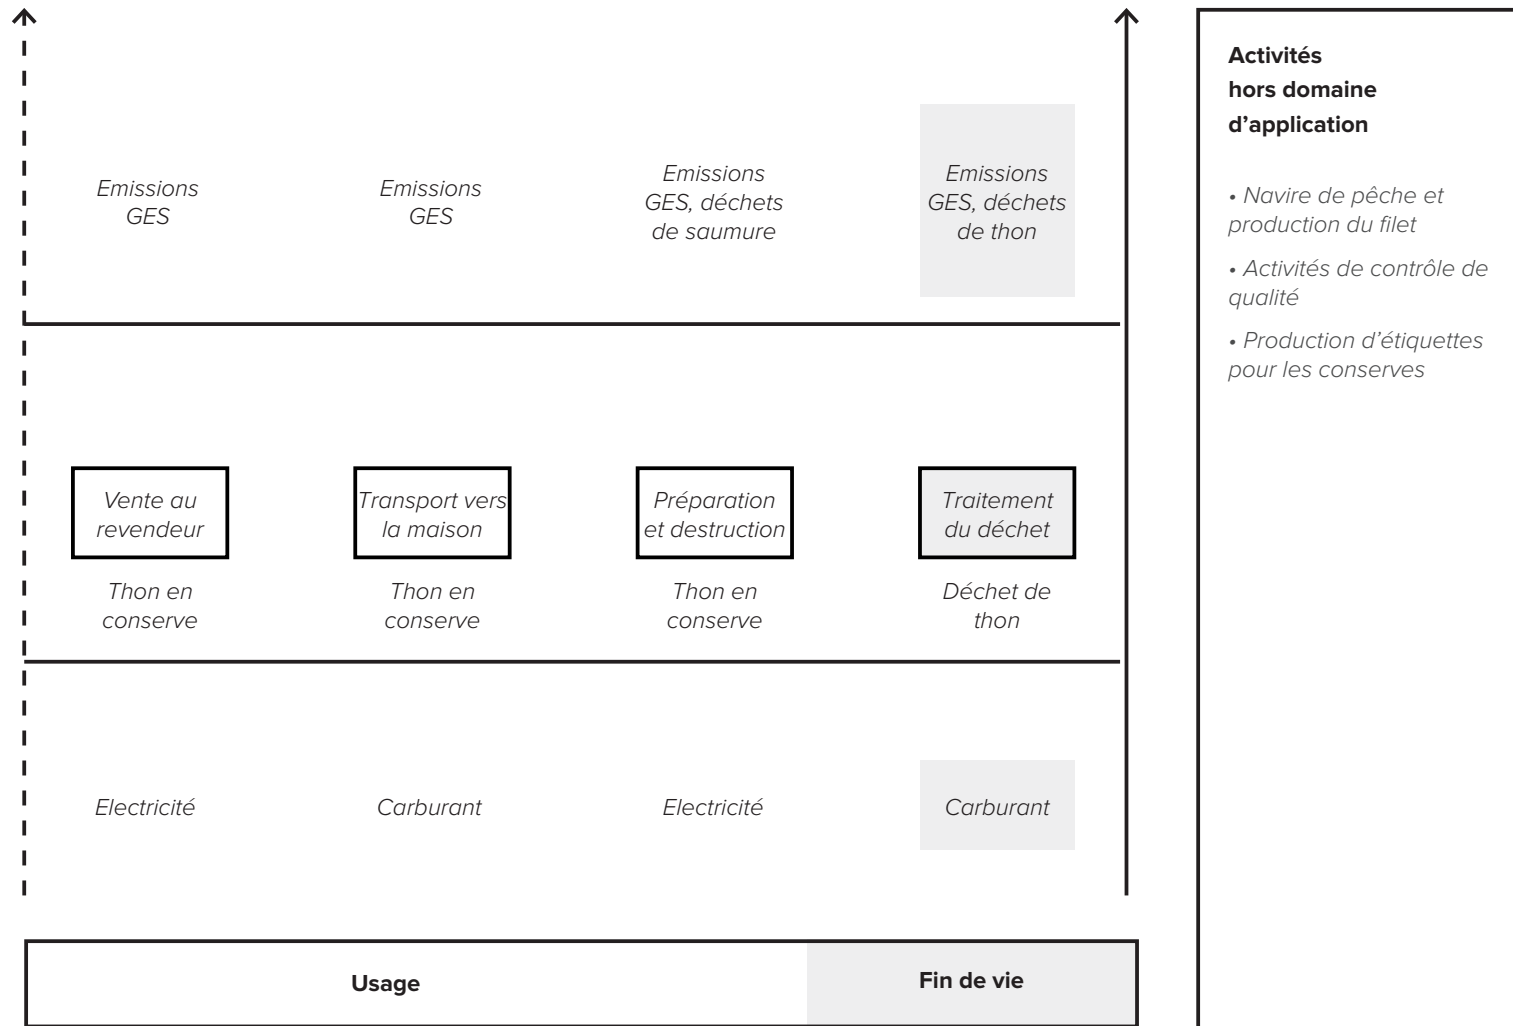 Emissions
GES
Emissions
GES
Emissions
GES, déchets
de saumure
Emissions
GES, déchets
de thon
Vente au
revendeur
Transport vers
la maison
Préparation
et destruction
Traitement
du déchet
Thon en
conserve
Thon en
conserve
Thon en
conserve
Déchet de
thon
Electricité
Carburant
Electricité
Carburant
Usage
Fin de vie
Activités
hors domaine
d’application
• Navire de pêche et
production du filet
• Activités de contrôle de
qualité
• Production d’étiquettes
pour les conserves